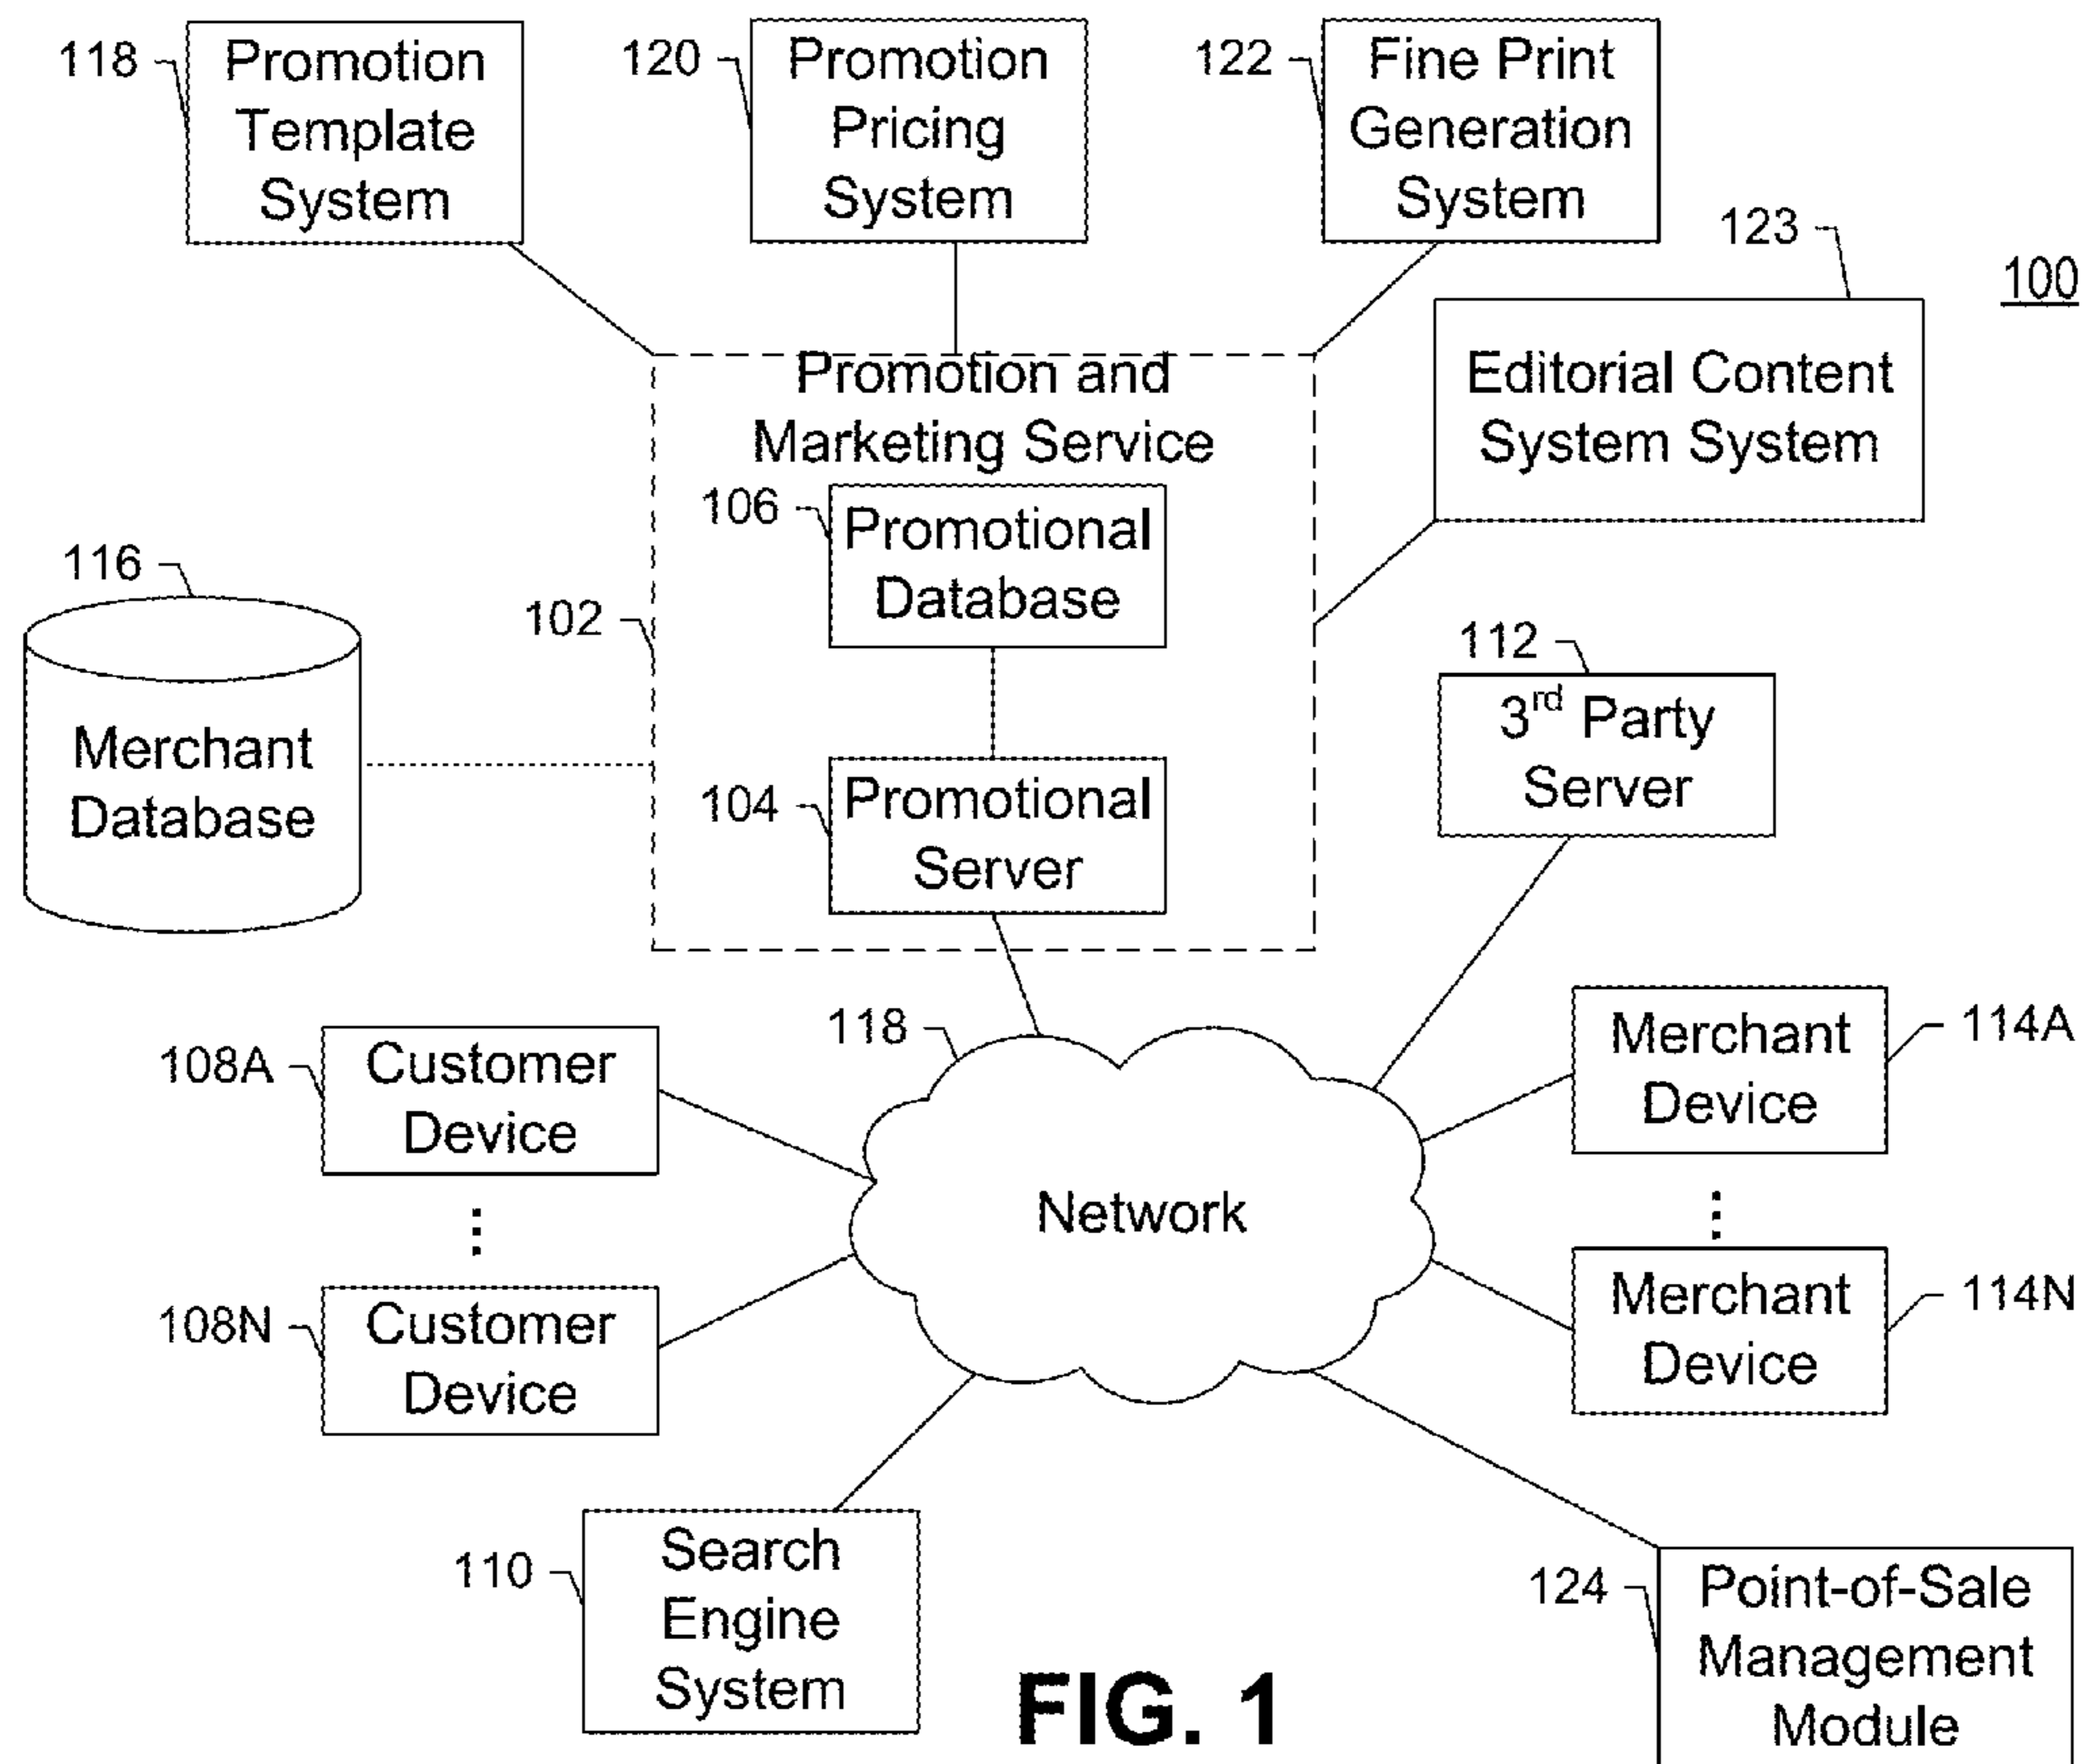 118
Promotion
Template
System
120
Promotion
Pricing
System
122
Fine Print
Generation
System
123
100
Editorial Content
System System
Promotion and
Marketing Service
106
Promotional
Database
116
Merchant
Database
102
112
3rd Party
Server
104
Promotional
Server
118
Network
108A
Customer
Device
⋮
108N
Customer
Device
Merchant
Device
114A
⋮
Merchant
Device
114N
110
Search
Engine
System
124
Point-of-Sale
Management
Module
FIG. 1